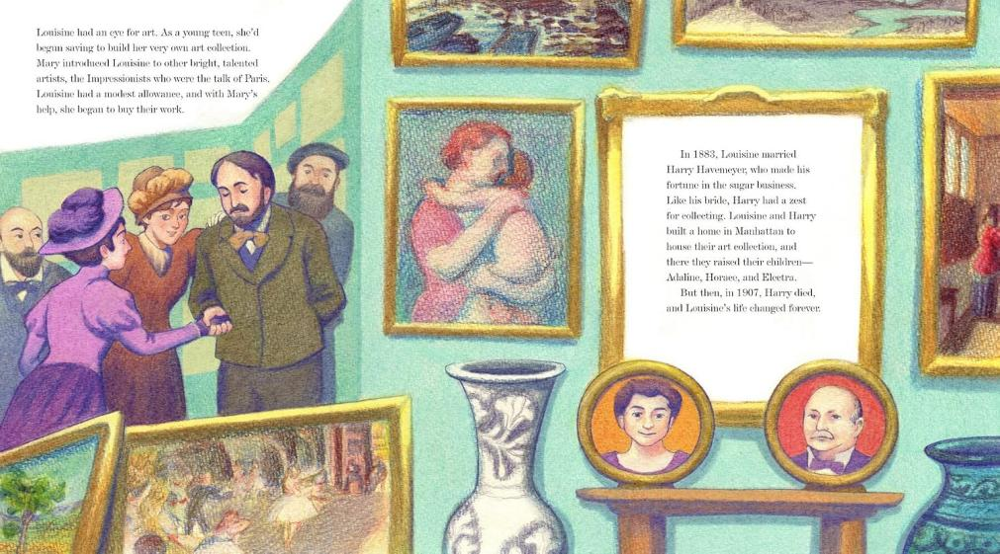 Louisine had an eye for art. As a young teen, she'd
begun saving to build her very own art collection.
Mary introduced Louisine to other bright, talented
artists, the Impressionists who were the talk of Paris.
Louisine had a modest allowance, and with Mary's
help, she began to buy their work.
In 1883, Louisine married
Harry Havemeyer, who made his
fortune in the sugar business.
Like his bride, Harry had a zest
for collecting. Louisine and Harry
built a home in Manhattan to
house their art collection, and
there they raised their children—
Adaline, Horace, and Electra.
But then, in 1907, Harry died,
and Louisine's life changed forever.